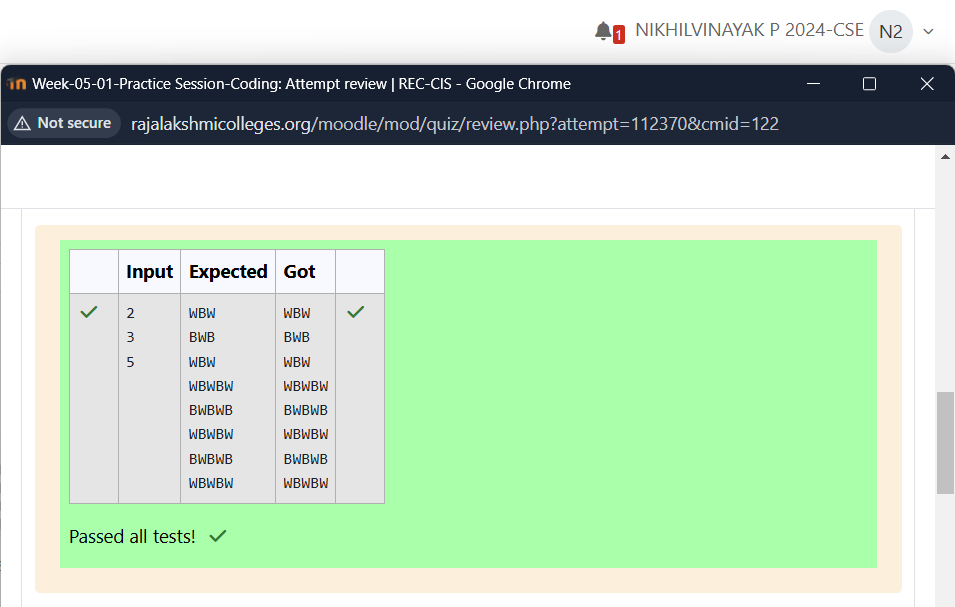 1 NIKHILVINAYAK P 2024-CSE N2
Week-05-01-Practice Session-Coding: Attempt review | REC-CIS - Google Chrome
Not secure rajalakshmicolleges.org/moodle/mod/quiz/review.php?attempt=112370&cmid=122
Input Expected Got
2 WBW WBW
3 BWB BWB
5 WBW WBW
WBWBW WBWBW
BWBWB BWBWB
WBWBW WBWBW
BWBWB BWBWB
WBWBW WBWBW
Passed all tests!